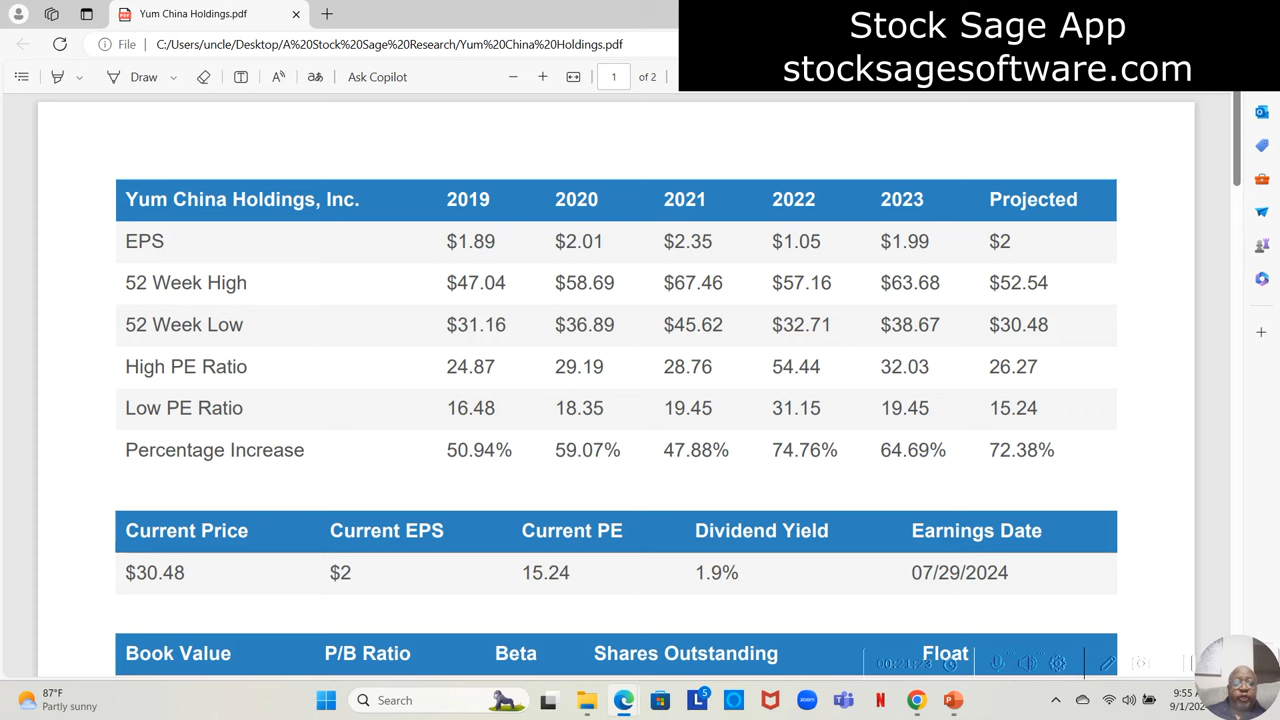 Yum China Holdings.pdf
Stock Sage App
stocksagesoftware.com
File C:/Users/uncle/Desktop/A%20Stock%20Sage%20Research/Yum%20China%20Holdings.pdf
Draw Ask Copilot 1 of 2
Yum China Holdings, Inc. 2019 2020 2021 2022 2023 Projected
EPS $1.89 $2.01 $2.35 $1.05 $1.99 $2
52 Week High $47.04 $58.69 $67.46 $57.16 $63.68 $52.54
52 Week Low $31.16 $36.89 $45.62 $32.71 $38.67 $30.48
High PE Ratio 24.87 29.19 28.76 54.44 32.03 26.27
Low PE Ratio 16.48 18.35 19.45 31.15 19.45 15.24
Percentage Increase 50.94% 59.07% 47.88% 74.76% 64.69% 72.38%
Current Price Current EPS Current PE Dividend Yield Earnings Date
$30.48 $2 15.24 1.9% 07/29/2024
Book Value P/B Ratio Beta Shares Outstanding Float
87°F
Partly sunny
Search
9:55